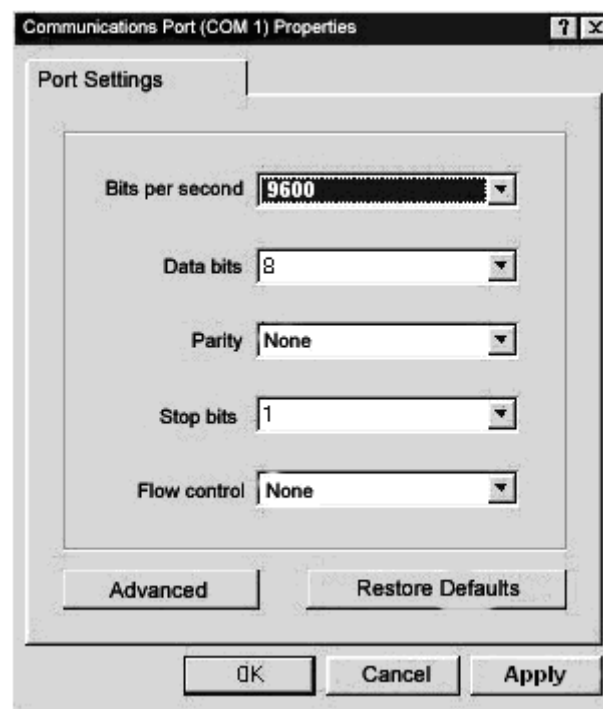 Communications Port (COM 1) Properties ? X
Port Settings
Bits per second 9600
Data bits 8
Parity None
Stop bits 1
Flow control None
Advanced Restore Defaults
OK Cancel Apply